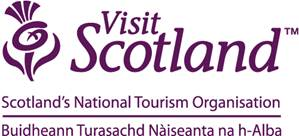 Visit
Scotland™
Scotland's National Tourism Organisation
Buidheann Turasachd Nàiseanta na h-Alba